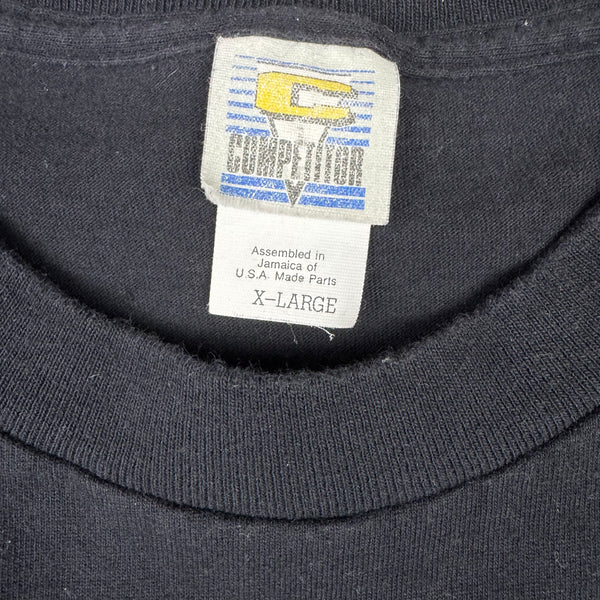 C
COMPETITOR
Assembled in
Jamaica of
U.S.A. Made Parts
X-LARGE